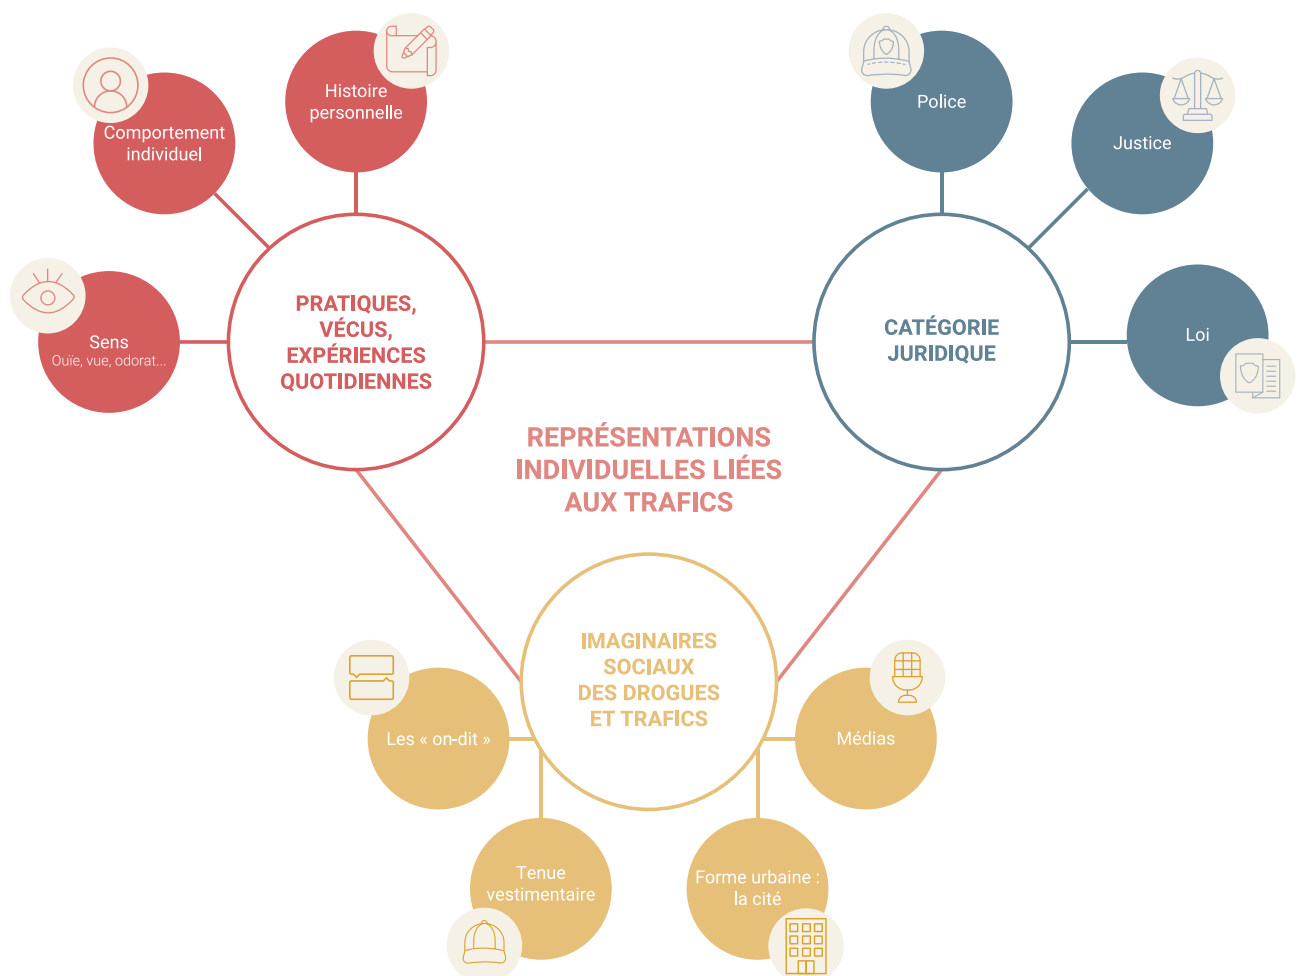 Histoire
personnelle
Comportement
individuel
Sens
Ouïe, vue, odorat...
PRATIQUES,
VÉCUS,
EXPÉRIENCES
QUOTIDIENNES
Police
Justice
Loi
CATÉGORIE
JURIDIQUE
REPRÉSENTATIONS
INDIVIDUELLES LIÉES
AUX TRAFICS
IMAGINAIRES
SOCIAUX
DES DROGUES
ET TRAFICS
Les « on-dit »
Médias
Tenue
vestimentaire
Forme urbaine :
la cité